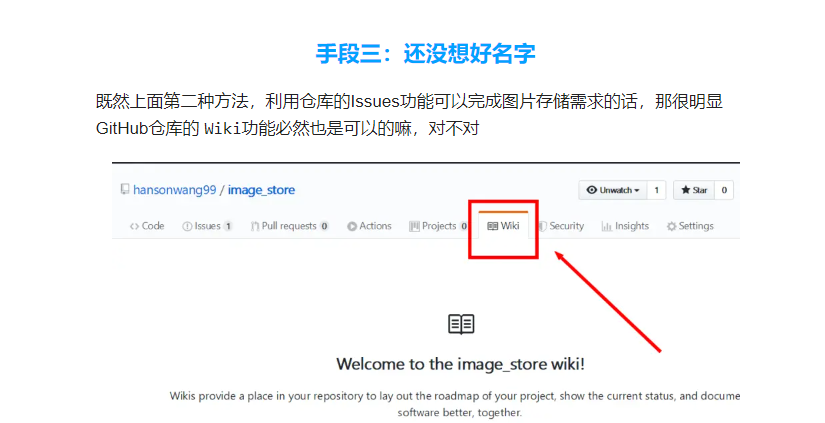 手段三：还没想好名字
既然上面第二种方法，利用仓库的Issues功能可以完成图片存储需求的话，那很明显
GitHub仓库的 Wiki功能必然也是可以的嘛，对不对
hansonwang99 / image_store
Unwatch 1 Star 0
Code Issues 1 Pull requests 0 Actions Projects 0 Wiki Security Insights Settings
Welcome to the image_store wiki!
Wikis provide a place in your repository to lay out the roadmap of your project, show the current status, and docume
software better, together.